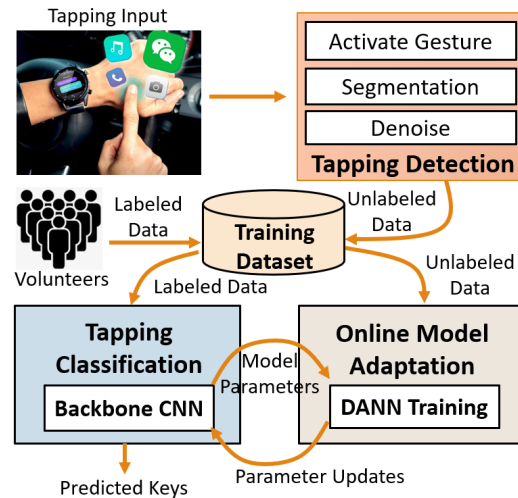 Tapping Input
Activate Gesture
Segmentation
Denoise
Tapping Detection
Labeled
Data
Unlabeled
Data
Volunteers
Training
Dataset
Labeled Data
Unlabeled
Data
Tapping
Classification
Backbone CNN
Model
Parameters
Online Model
Adaptation
DANN Training
Parameter Updates
Predicted Keys